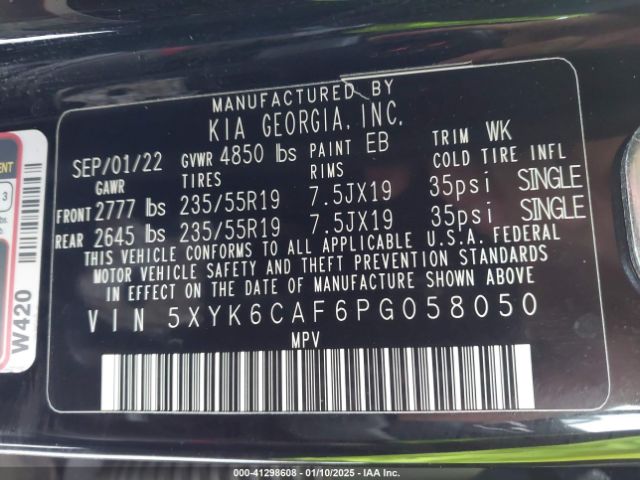 MANUFACTURED BY
KIA GEORGIA, INC.
SEP/01/22 GVWR 4850 lbs PAINT EB TRIM WK
GAWR TIRES RIMS COLD TIRE INFL
FRONT 2777 lbs 235/55R19 7.5JX19 35psi SINGLE
REAR 2645 lbs 235/55R19 7.5JX19 35psi SINGLE
THIS VEHICLE CONFORMS TO ALL APPLICABLE U.S.A. FEDERAL
MOTOR VEHICLE SAFETY AND THEFT PREVENTION STANDARDS
IN EFFECT ON THE DATE OF MANUFACTURE SHOWN ABOVE
VIN 5XYK6CAF6PG058050
MPV
W420
3
lbs.
000-41298608 - 01/10/2025 - IAA Inc.